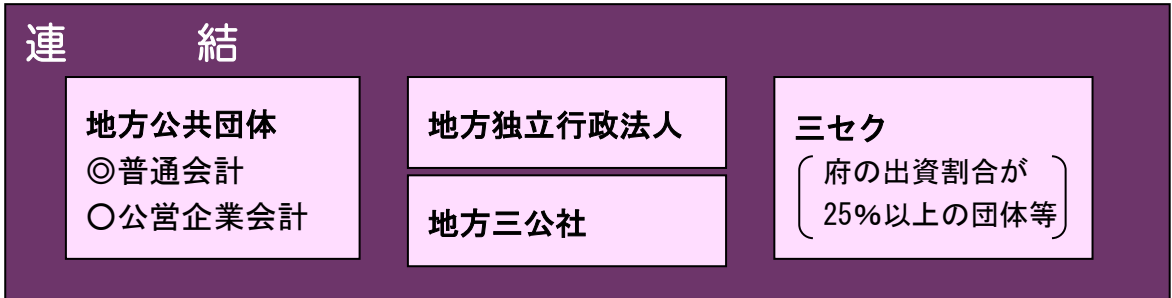 連　　　結
地方公共団体
◎普通会計
〇公営企業会計
地方独立行政法人
地方三公社
三セク
府の出資割合が
25%以上の団体等